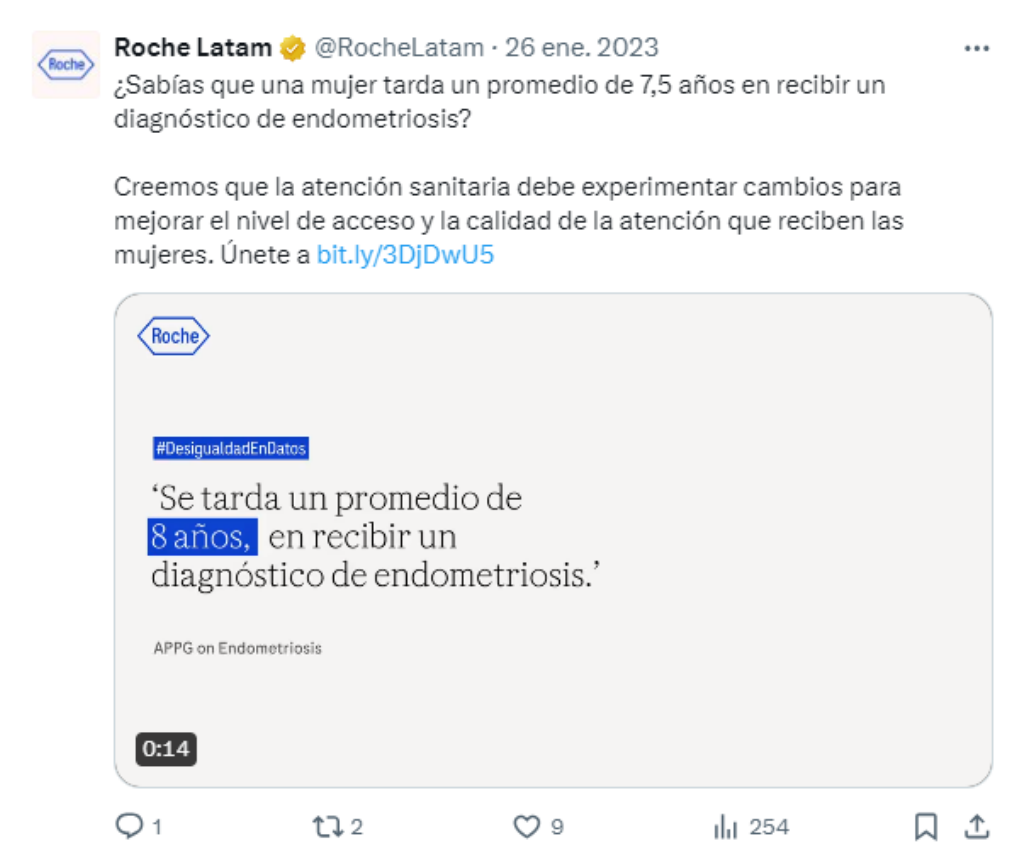 Roche
Roche Latam @RocheLatam · 26 ene. 2023
¿Sabías que una mujer tarda un promedio de 7,5 años en recibir un
diagnóstico de endometriosis?
Creemos que la atención sanitaria debe experimentar cambios para
mejorar el nivel de acceso y la calidad de la atención que reciben las
mujeres. Únete a bit.ly/3DjDwU5
Roche
#DesigualdadEnDatos
‘Se tarda un promedio de
8 años, en recibir un
diagnóstico de endometriosis.’
APPG on Endometriosis
0:14
1 2 9 254